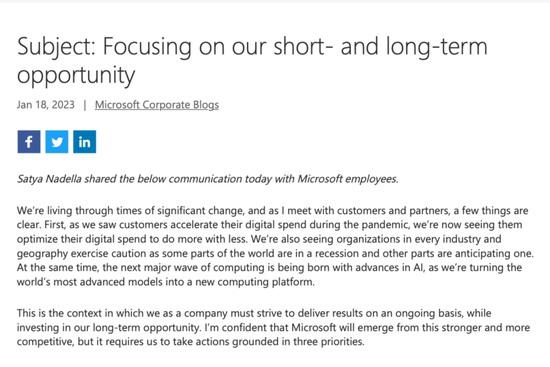 Subject: Focusing on our short- and long-term
opportunity
Jan 18, 2023 | Microsoft Corporate Blogs
Satya Nadella shared the below communication today with Microsoft employees.
We're living through times of significant change, and as I meet with customers and partners, a few things are
clear. First, as we saw customers accelerate their digital spend during the pandemic, we're now seeing them
optimize their digital spend to do more with less. We're also seeing organizations in every industry and
geography exercise caution as some parts of the world are in a recession and other parts are anticipating one.
At the same time, the next major wave of computing is being born with advances in AI, as we're turning the
world's most advanced models into a new computing platform.
This is the context in which we as a company must strive to deliver results on an ongoing basis, while
investing in our long-term opportunity. I'm confident that Microsoft will emerge from this stronger and more
competitive, but it requires us to take actions grounded in three priorities.